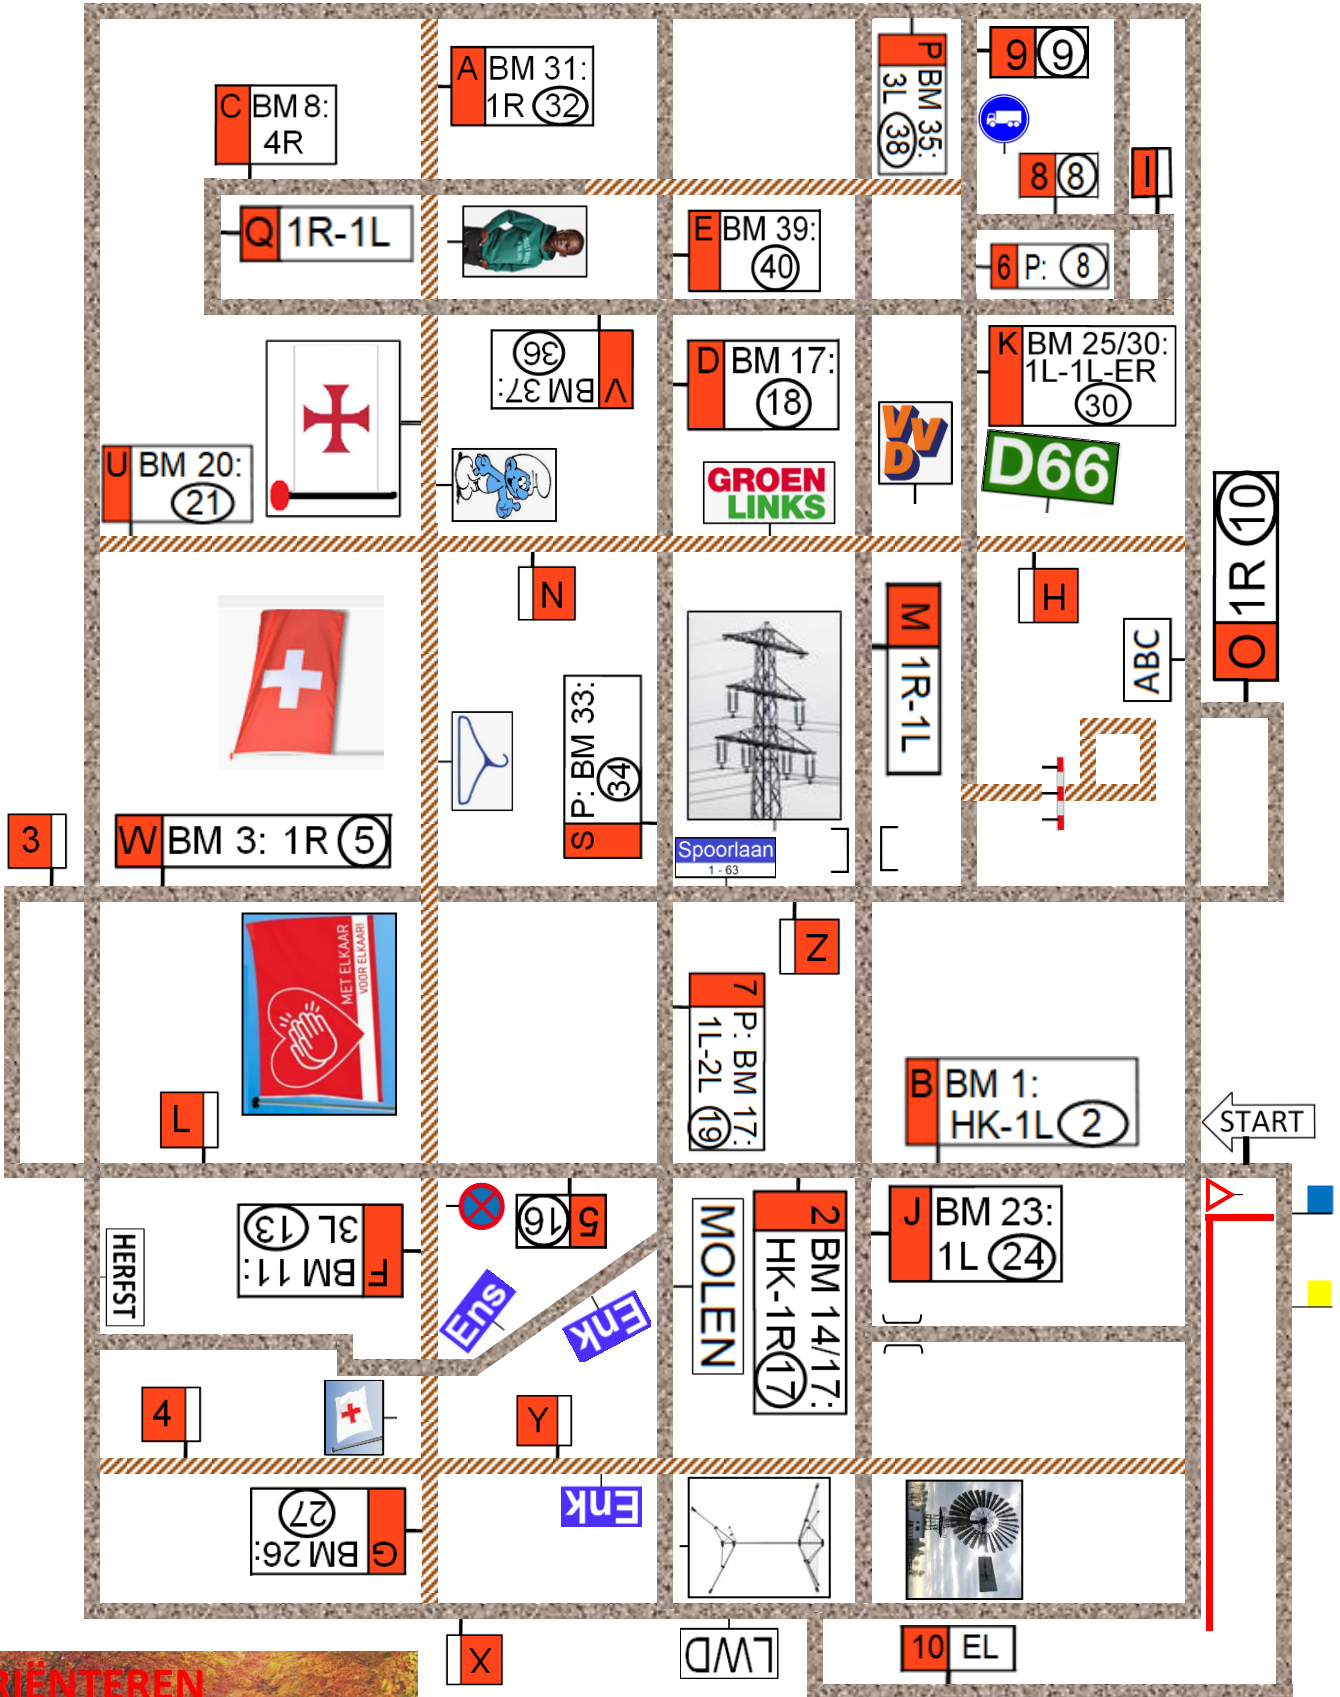 A BM 31:
1R 32
P BM 35:
3L 38
9 9
C BM 8:
4R
8 8
I
Q 1R-1L
E BM 39:
40
6 P: 8
V BM 37:
36
D BM 17:
18
K BM 25/30:
1L-1L-ER
30
VVD
D66
U BM 20:
21
GROEN
LINKS
O 1R 10
N
H
M 1R-1L
ABC
S P: BM 33:
34
3
W BM 3: 1R 5
Spoorlaan
1 - 63
MET ELKAAR
VOOR ELKAAR!
Z
7 P: BM 17:
1L-2L 19
L
B BM 1:
HK-1L 2
START
5 16
F BM 11:
3L 13
HERFST
MOLEN
2 BM 14/17:
HK-1R 17
J BM 23:
1L 24
Ens
Enk
4
Y
G BM 26:
27
Enk
X
LWD
10 EL
RIËNTEREN